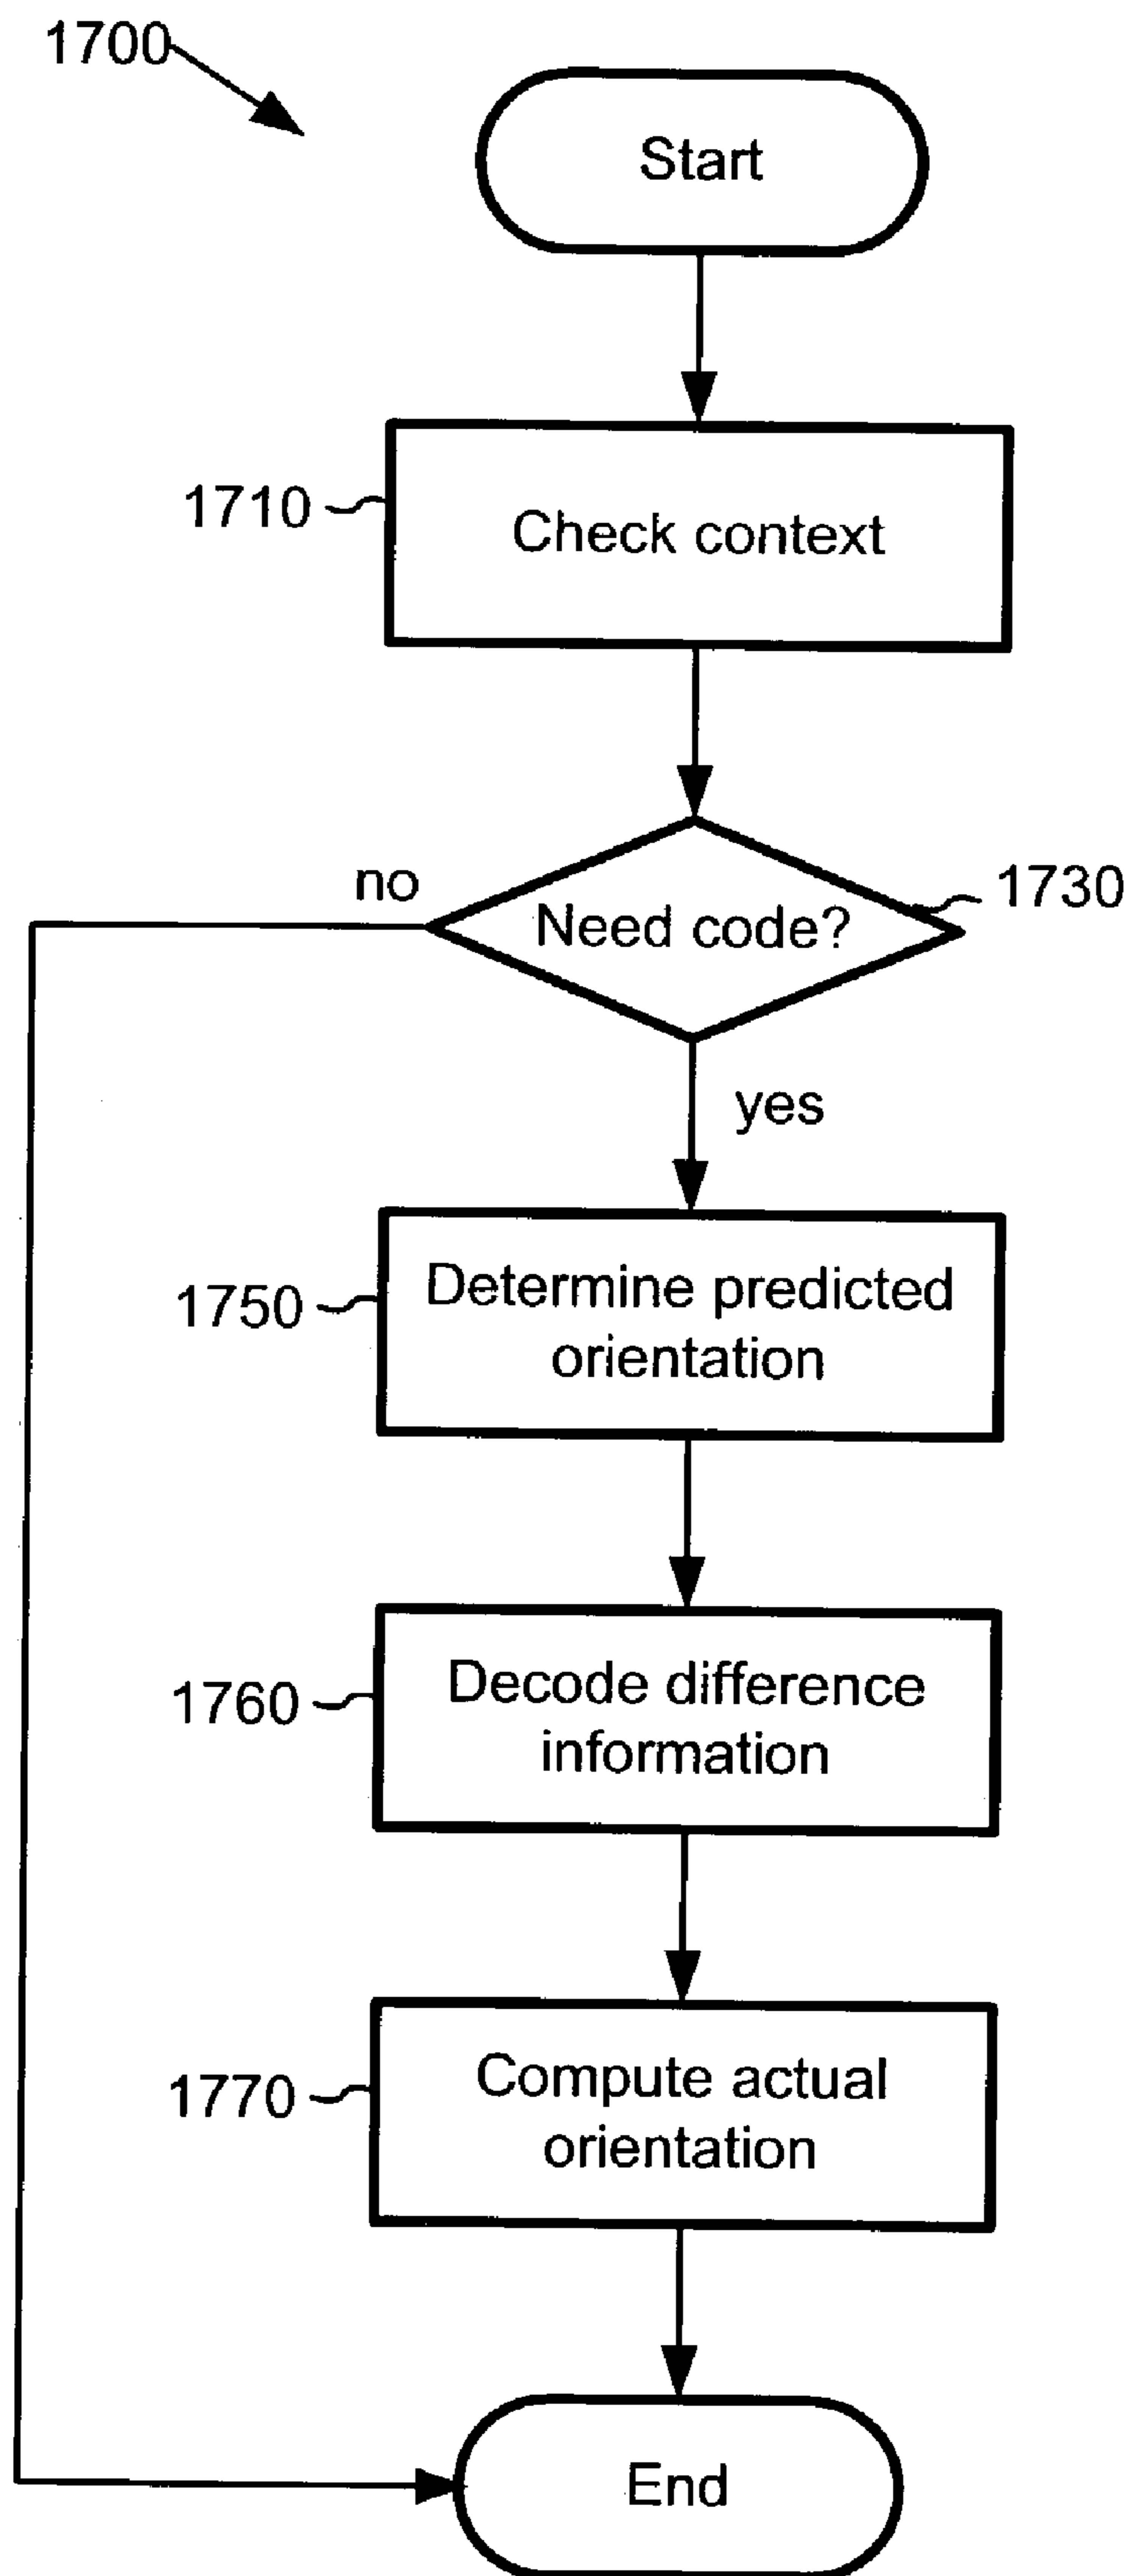 1700
Start
1710
Check context
no
Need code?
1730
yes
1750
Determine predicted
orientation
1760
Decode difference
information
1770
Compute actual
orientation
End